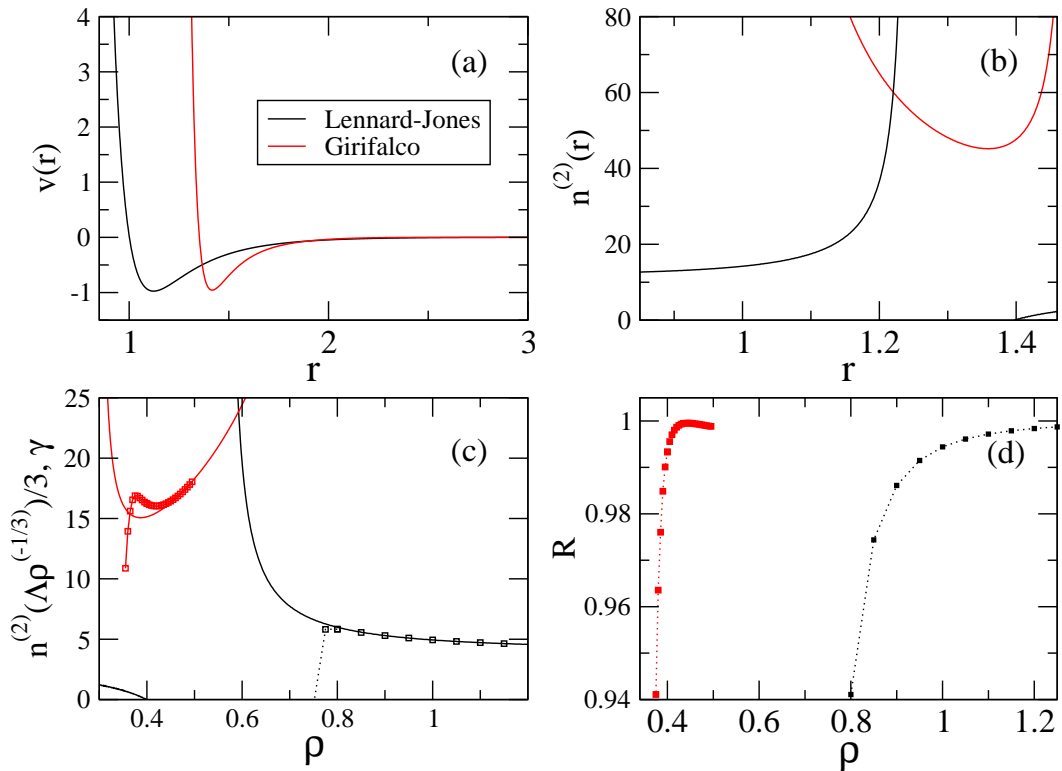 4
3
2
1
0
-1
v(r)
(a)
Lennard-Jones
Girifalco
1
2
3
r
80
60
40
20
0
n^{(2)}(r)
(b)
1
1.2
1.4
r
25
20
15
10
5
0
n^{(2)}(Λρ^{(-1/3)})/3, γ
(c)
0.4
0.6
0.8
1
ρ
1
0.98
0.96
0.94
R
(d)
0.4
0.6
0.8
1
1.2
ρ